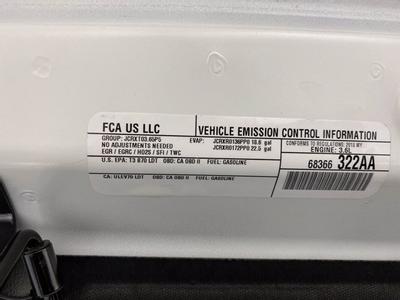 FCA US LLC
VEHICLE EMISSION CONTROL INFORMATION
GROUP: JCRXT03.65P5
NO ADJUSTMENTS NEEDED
EGR / EGRC / HO2S / SFI / TWC
EVAP: JCRXR0136PP0 18.6 gal
JCRXR0172PP0 22.5 gal
CONFORMS TO REGULATIONS: 2018 MY
ENGINE: 3.6L
U.S. EPA: T3 B70 LDT OBD: CA OBD II FUEL: GASOLINE
68366 322AA
CA: ULEV70 LDT OBD: CA OBD II FUEL: GASOLINE